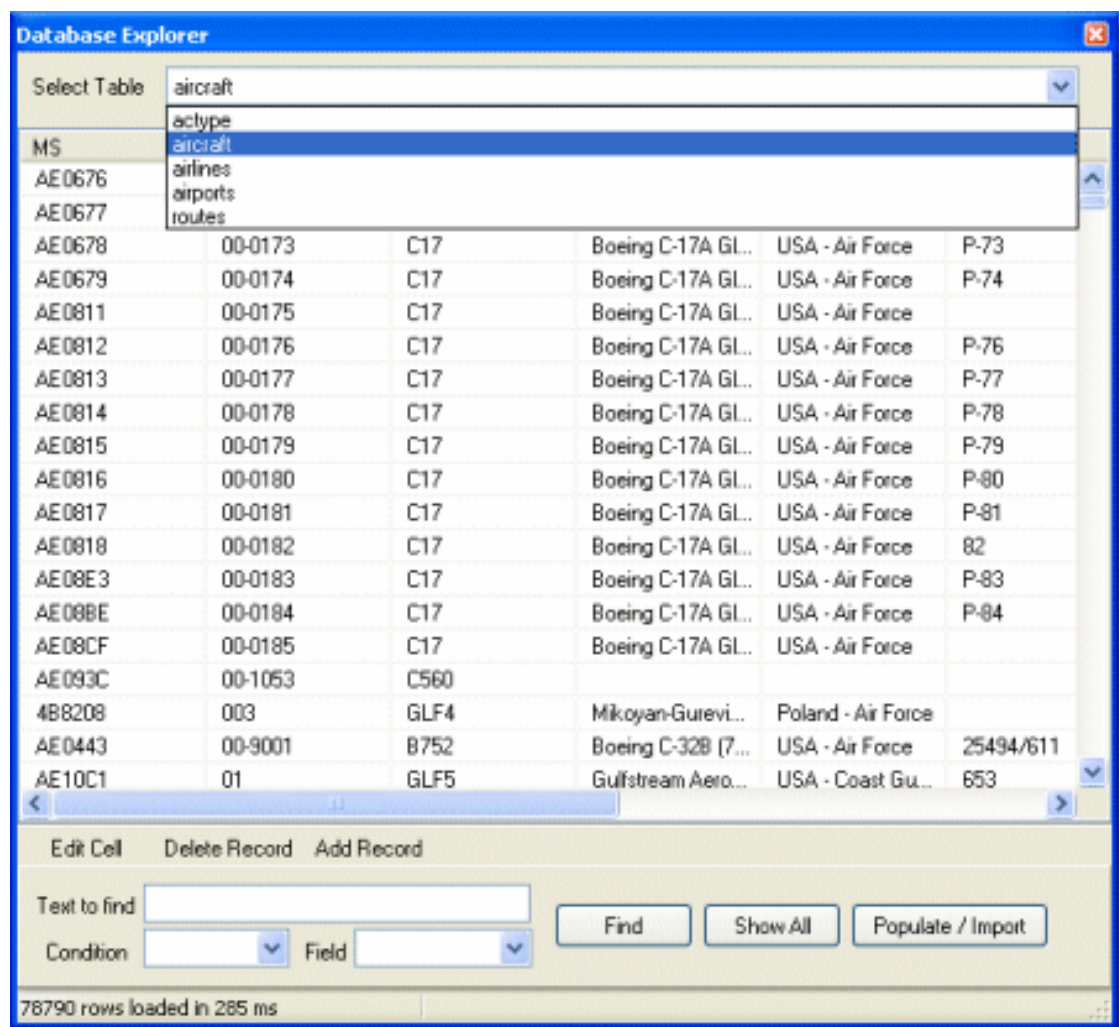 Database Explorer
Select Table aircraft
actype
aircraft
airlines
airports
routes
MS
AE0676
AE0677
AE0678 00-0173 C17 Boeing C-17A Gl... USA - Air Force P-73
AE0679 00-0174 C17 Boeing C-17A Gl... USA - Air Force P-74
AE0811 00-0175 C17 Boeing C-17A Gl... USA - Air Force
AE0812 00-0176 C17 Boeing C-17A Gl... USA - Air Force P-76
AE0813 00-0177 C17 Boeing C-17A Gl... USA - Air Force P-77
AE0814 00-0178 C17 Boeing C-17A Gl... USA - Air Force P-78
AE0815 00-0179 C17 Boeing C-17A Gl... USA - Air Force P-79
AE0816 00-0180 C17 Boeing C-17A Gl... USA - Air Force P-80
AE0817 00-0181 C17 Boeing C-17A Gl... USA - Air Force P-81
AE0818 00-0182 C17 Boeing C-17A Gl... USA - Air Force 82
AE08E3 00-0183 C17 Boeing C-17A Gl... USA - Air Force P-83
AE08BE 00-0184 C17 Boeing C-17A Gl... USA - Air Force P-84
AE08CF 00-0185 C17 Boeing C-17A Gl... USA - Air Force
AE093C 00-1053 C560
4B8208 003 GLF4 Mikoyan-Gurevi... Poland - Air Force
AE0443 00-9001 B752 Boeing C-32B (7... USA - Air Force 25494/611
AE10C1 01 GLF5 Gulfstream Aero... USA - Coast Gu... 653
Edit Cell Delete Record Add Record
Text to find
Find Show All Populate / Import
Condition Field
78790 rows loaded in 285 ms